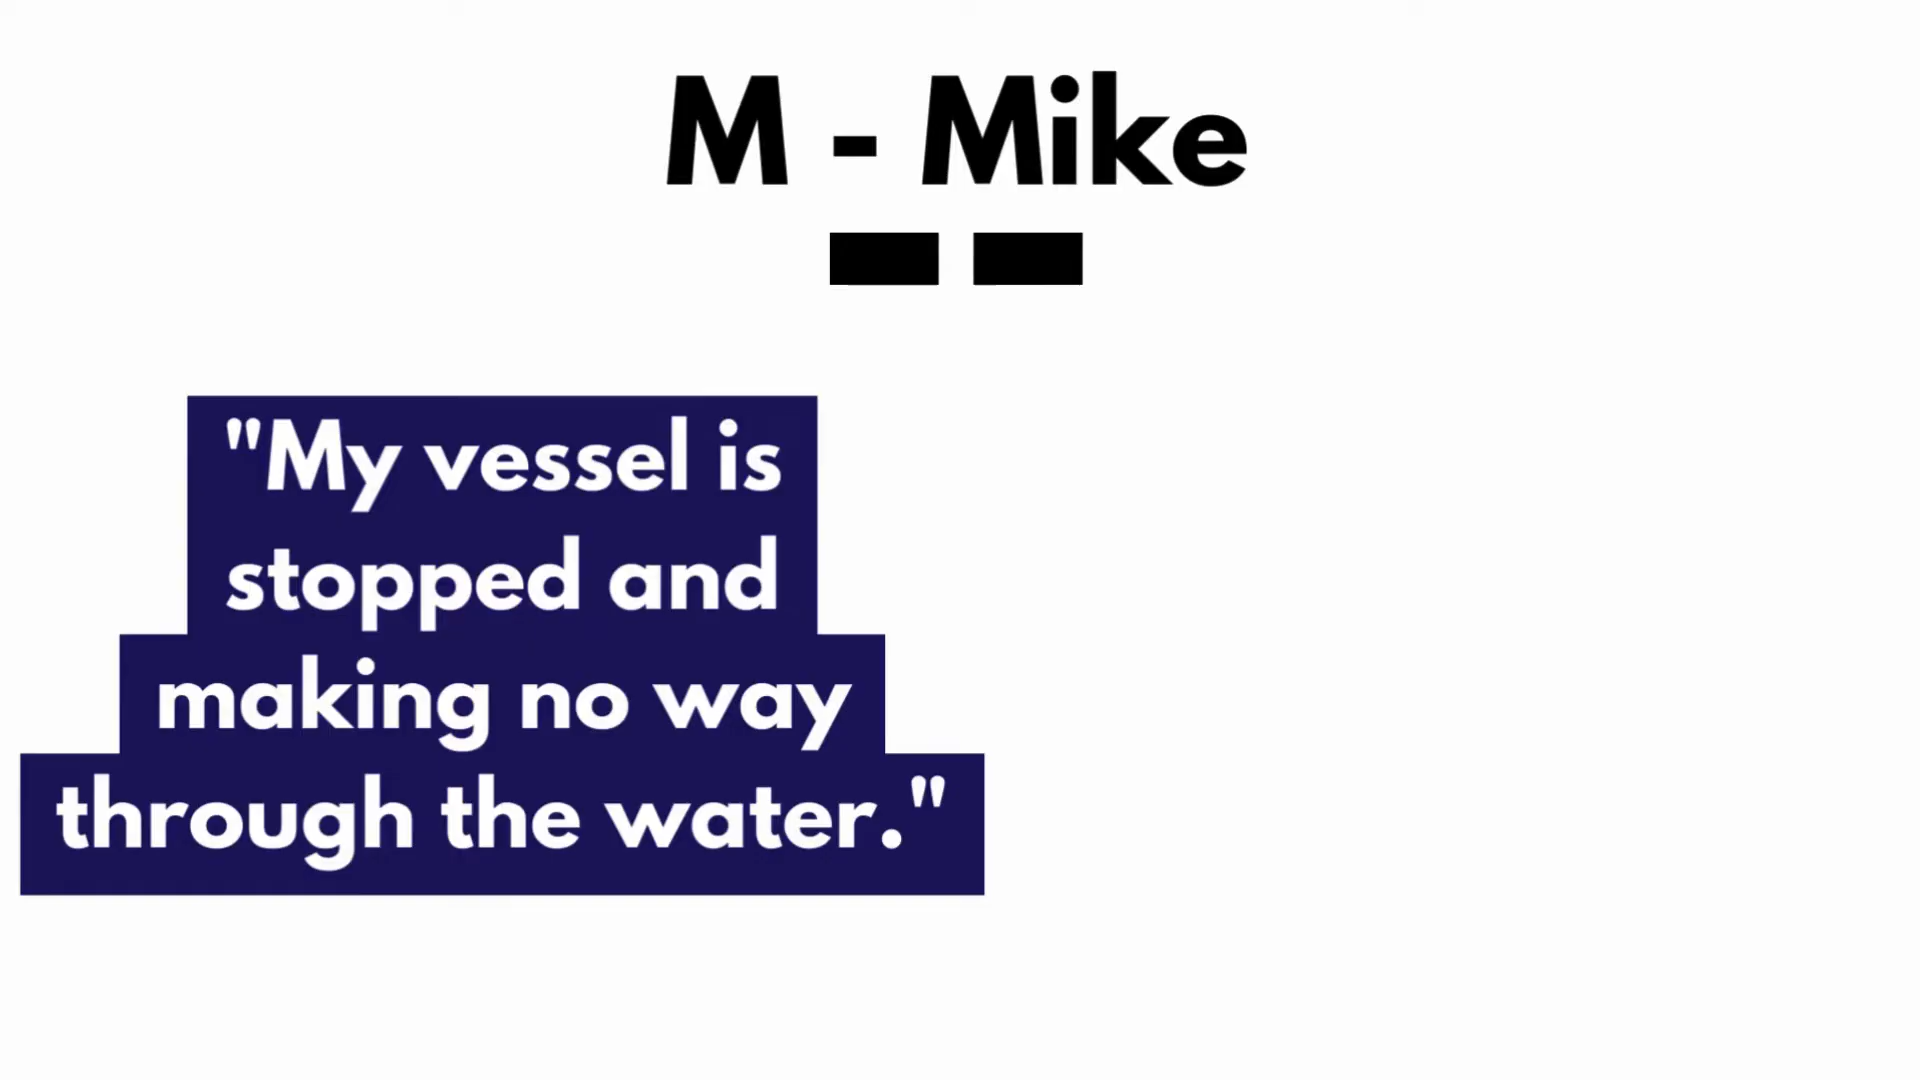 M - Mike
"My vessel is
stopped and
making no way
through the water."